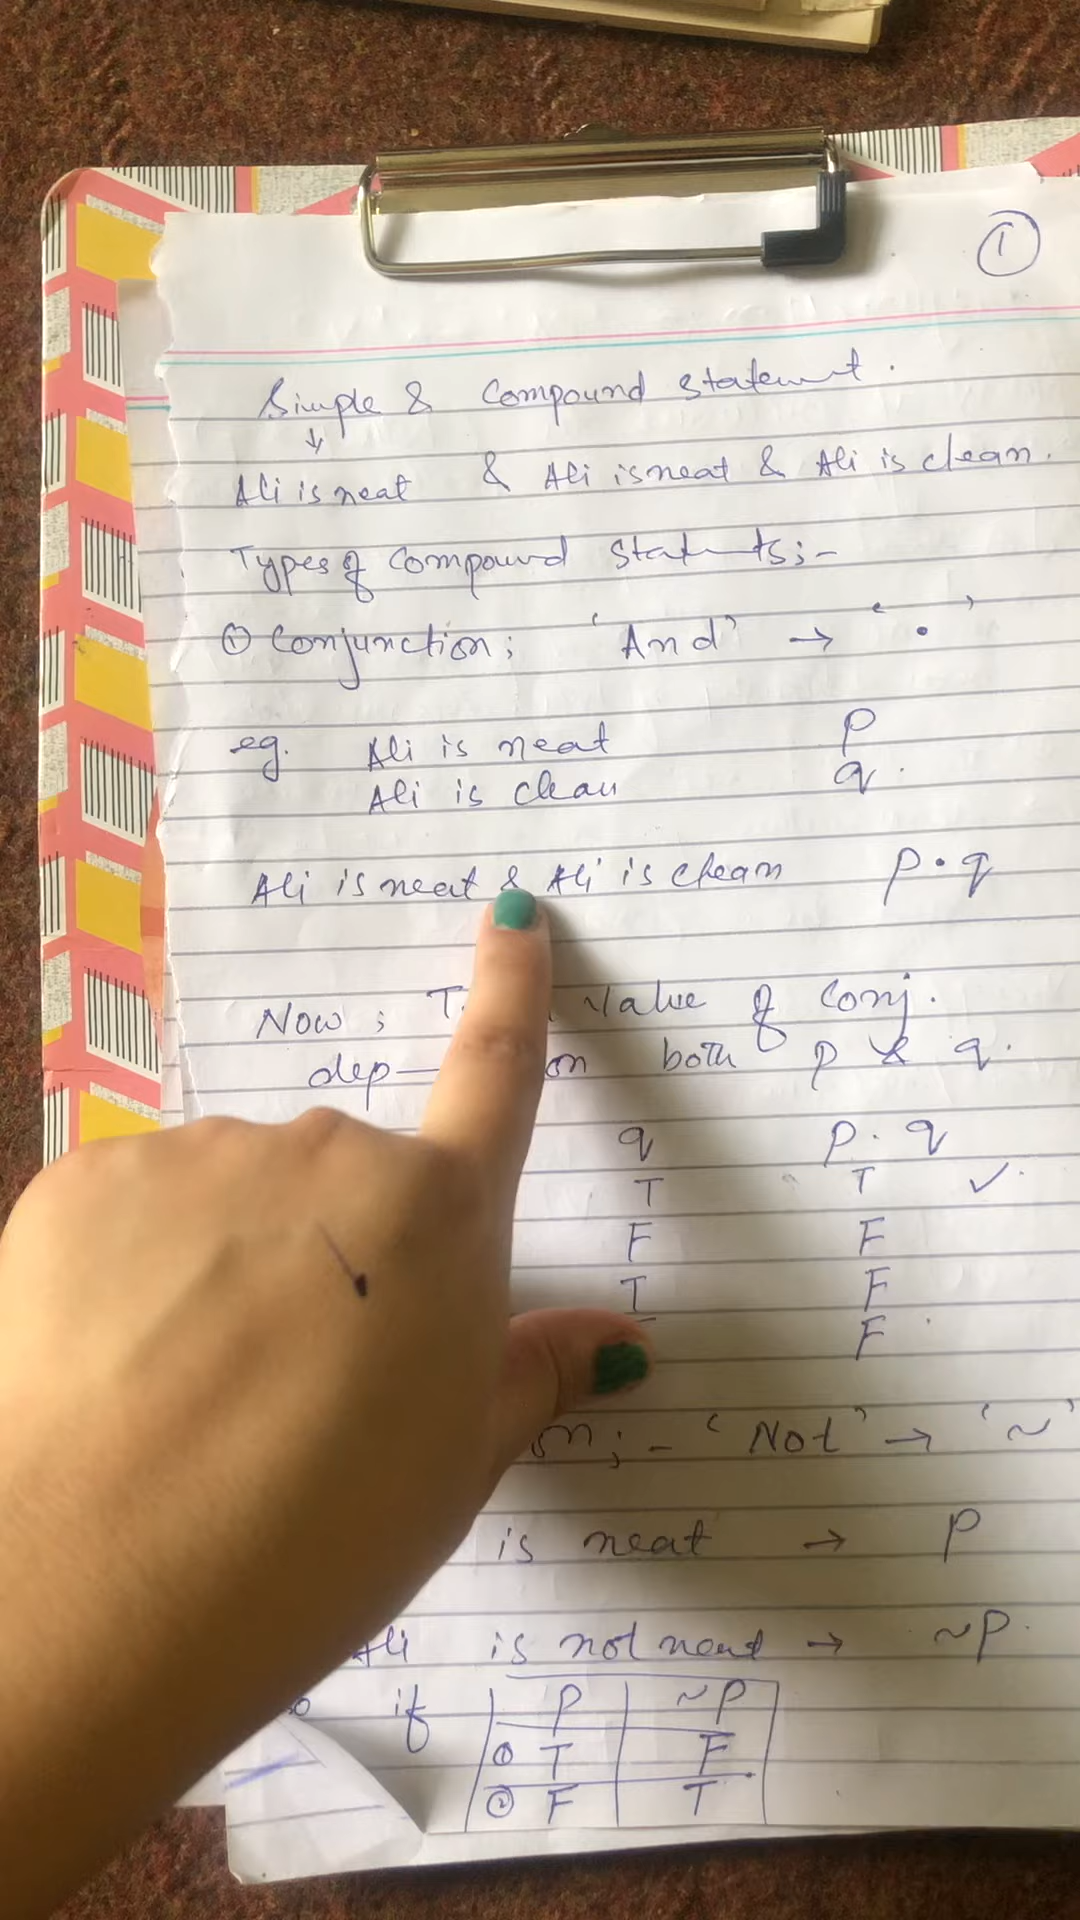 1
Simple & Compound statement.
↓
Ali is neat & Ali is neat & Ali is clean.
Types of Compound Statements;-
① Conjunction; 'And' → ' • '
eg. Ali is neat p
Ali is clean q.
Ali is neat & Ali is clean p • q
Now; T Value of Conj.
dep on both p & q.
q p . q
T T ✓.
F F
T F
F
on;- 'Not' → '~'
is neat → P
Ali is not neat → ~P.
if P ~P
① T F
② F T